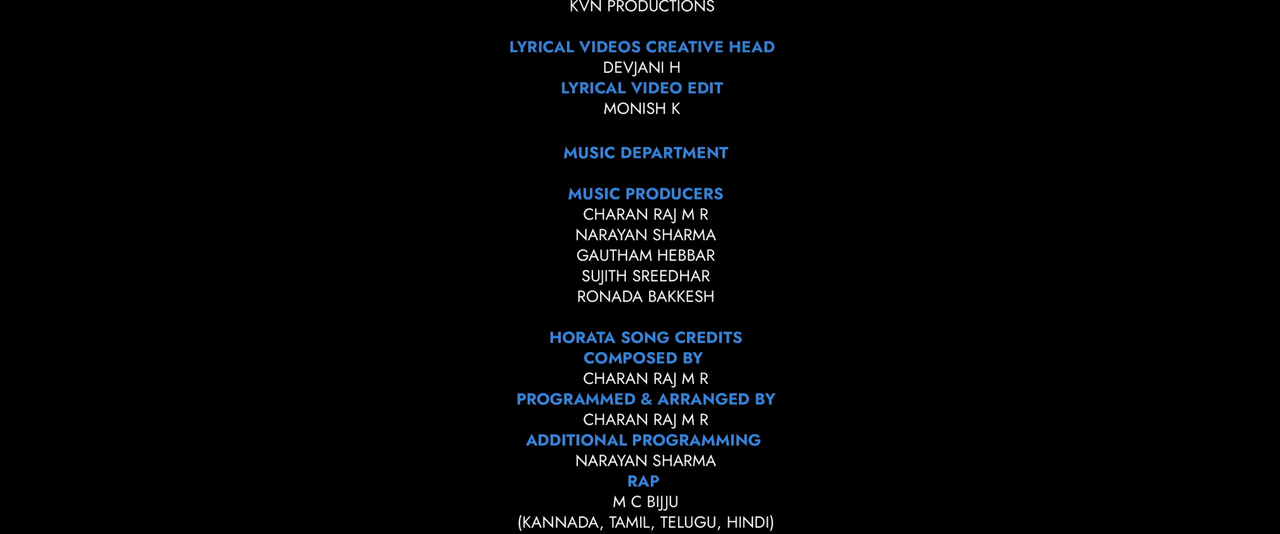 KVN PRODUCTIONS
LYRICAL VIDEOS CREATIVE HEAD
DEVJANI H
LYRICAL VIDEO EDIT
MONISH K
MUSIC DEPARTMENT
MUSIC PRODUCERS
CHARAN RAJ M R
NARAYAN SHARMA
GAUTHAM HEBBAR
SUJITH SREEDHAR
RONADA BAKKESH
HORATA SONG CREDITS
COMPOSED BY
CHARAN RAJ M R
PROGRAMMED & ARRANGED BY
CHARAN RAJ M R
ADDITIONAL PROGRAMMING
NARAYAN SHARMA
RAP
M C BIJJU
(KANNADA, TAMIL, TELUGU, HINDI)